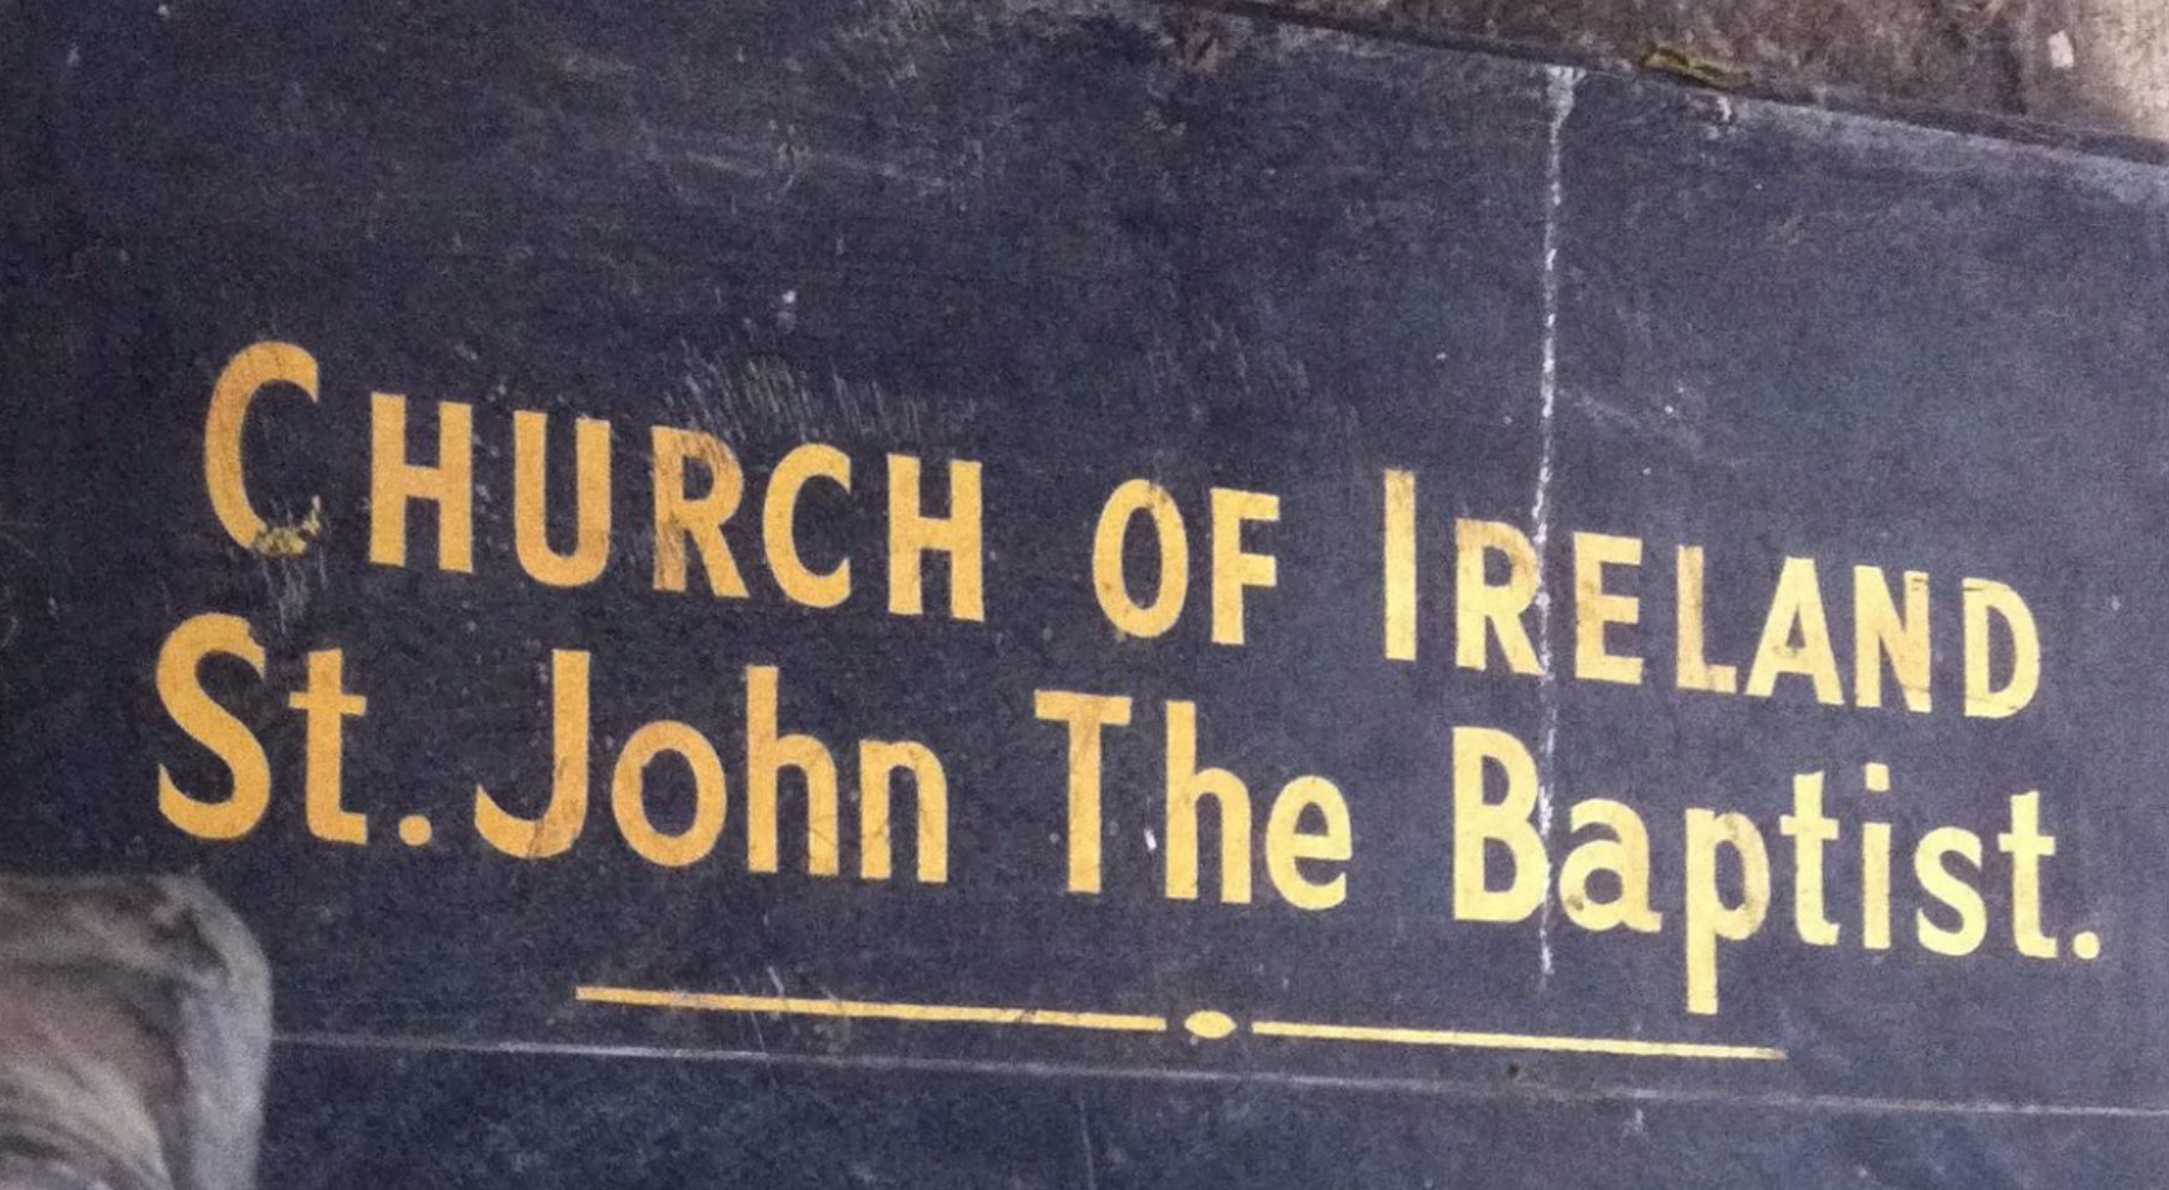 CHURCH OF IRELAND
St. John The Baptist.